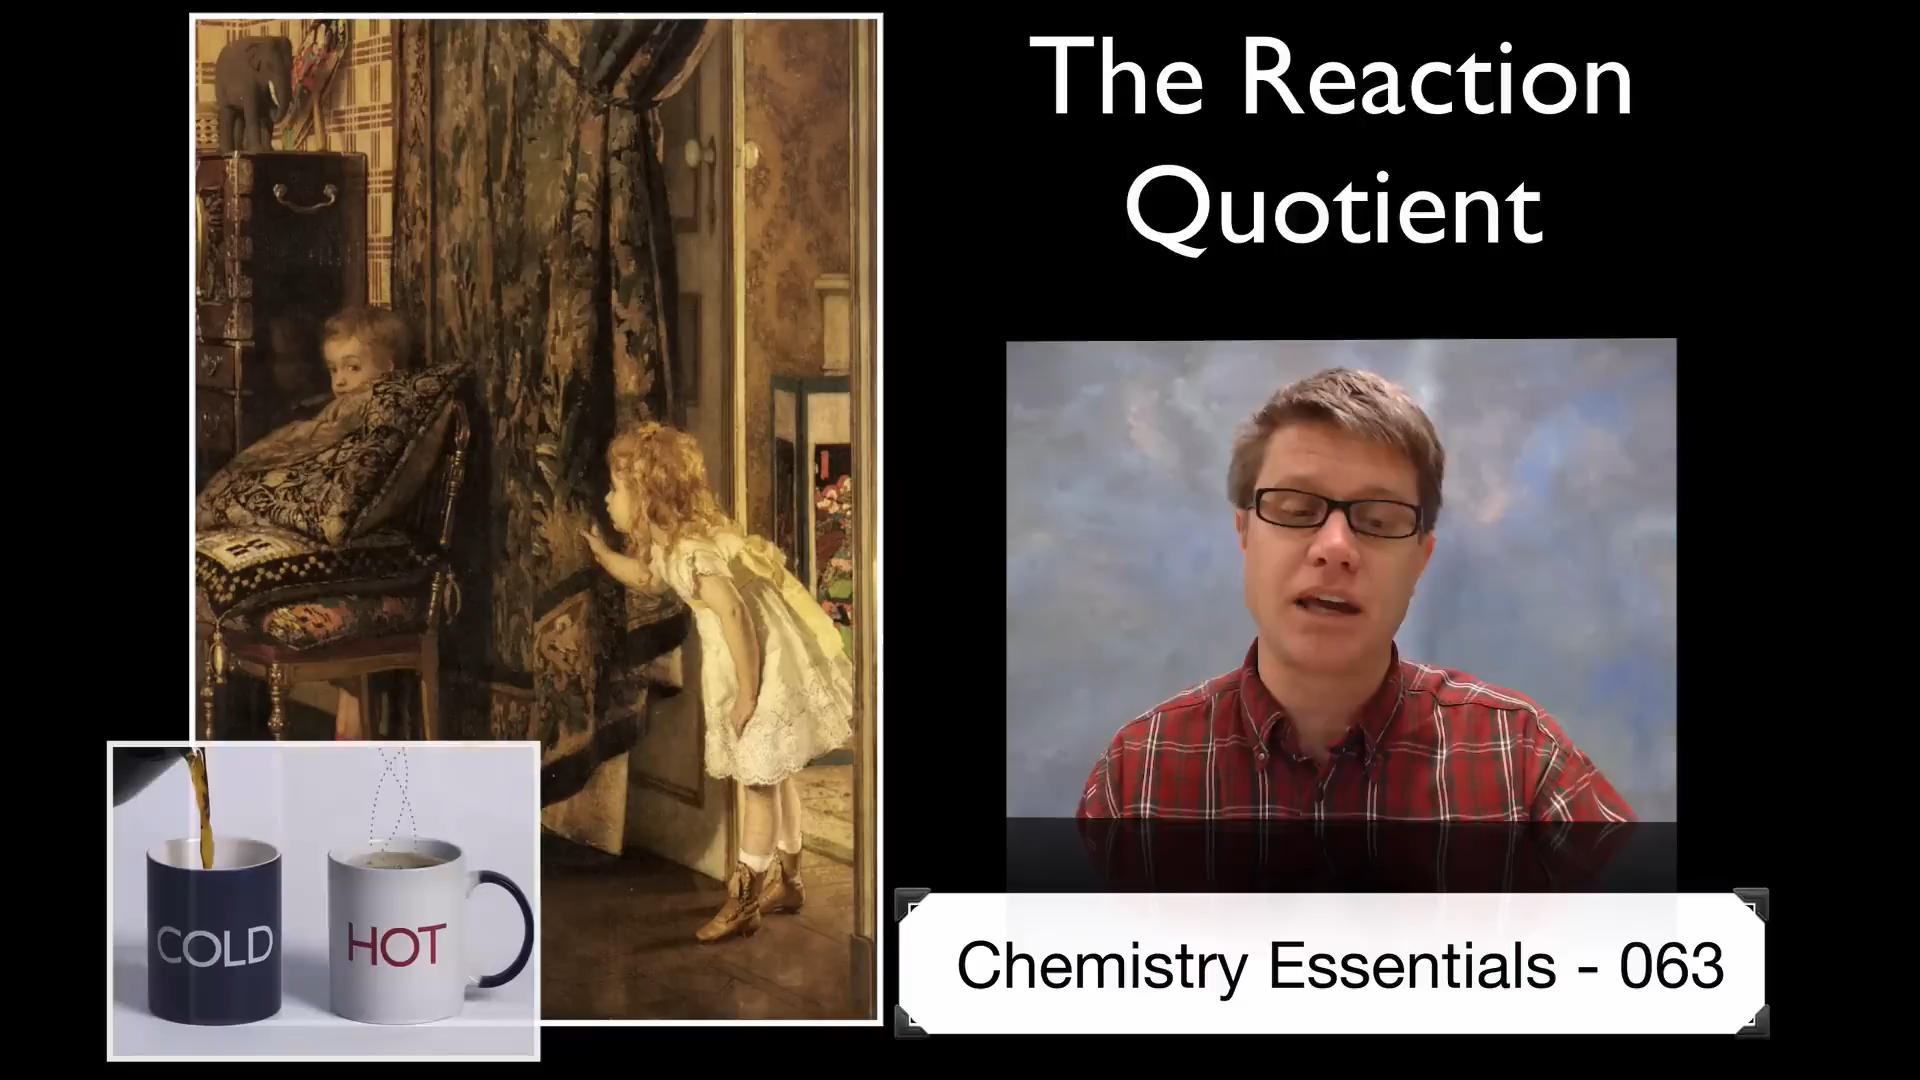 The Reaction
Quotient
COLD
HOT
Chemistry Essentials - 063